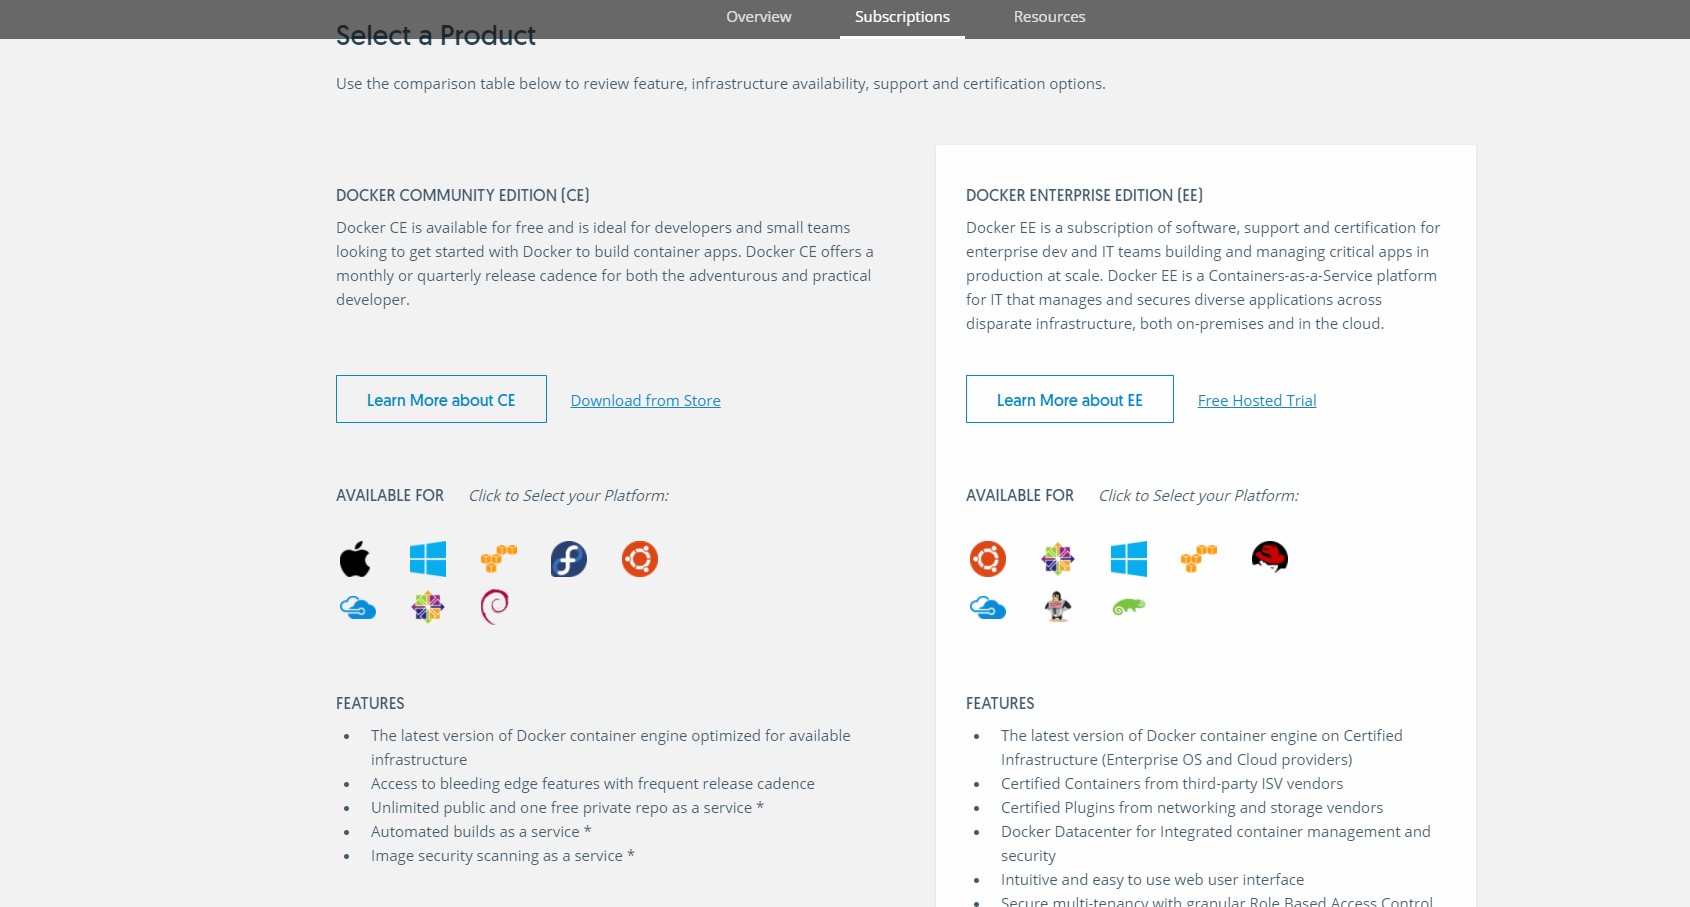 Overview
Subscriptions
Resources
Select a Product
Use the comparison table below to review feature, infrastructure availability, support and certification options.
DOCKER COMMUNITY EDITION (CE)
Docker CE is available for free and is ideal for developers and small teams
looking to get started with Docker to build container apps. Docker CE offers a
monthly or quarterly release cadence for both the adventurous and practical
developer.
Learn More about CE
Download from Store
AVAILABLE FOR
Click to Select your Platform:
FEATURES
• The latest version of Docker container engine optimized for available
infrastructure
• Access to bleeding edge features with frequent release cadence
• Unlimited public and one free private repo as a service *
• Automated builds as a service *
• Image security scanning as a service *
DOCKER ENTERPRISE EDITION (EE)
Docker EE is a subscription of software, support and certification for
enterprise dev and IT teams building and managing critical apps in
production at scale. Docker EE is a Containers-as-a-Service platform
for IT that manages and secures diverse applications across
disparate infrastructure, both on-premises and in the cloud.
Learn More about EE
Free Hosted Trial
AVAILABLE FOR
Click to Select your Platform:
FEATURES
• The latest version of Docker container engine on Certified
Infrastructure (Enterprise OS and Cloud providers)
• Certified Containers from third-party ISV vendors
• Certified Plugins from networking and storage vendors
• Docker Datacenter for Integrated container management and
security
• Intuitive and easy to use web user interface
• Secure multi-tenancy with granular Role Based Access Control